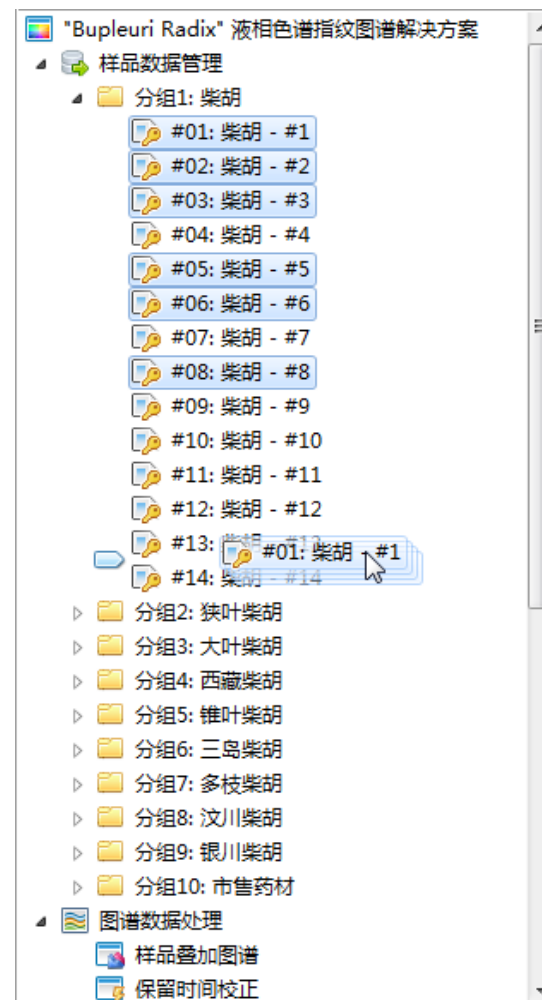 "Bupleuri Radix" 液相色谱指纹图谱解决方案
样品数据管理
分组1: 柴胡
#01: 柴胡 - #1
#02: 柴胡 - #2
#03: 柴胡 - #3
#04: 柴胡 - #4
#05: 柴胡 - #5
#06: 柴胡 - #6
#07: 柴胡 - #7
#08: 柴胡 - #8
#09: 柴胡 - #9
#10: 柴胡 - #10
#11: 柴胡 - #11
#12: 柴胡 - #12
#13:
#01: 柴胡 - #1
#14: 柴胡 - #14
分组2: 狭叶柴胡
分组3: 大叶柴胡
分组4: 西藏柴胡
分组5: 锥叶柴胡
分组6: 三岛柴胡
分组7: 多枝柴胡
分组8: 汶川柴胡
分组9: 银川柴胡
分组10: 市售药材
图谱数据处理
样品叠加图谱
保留时间校正